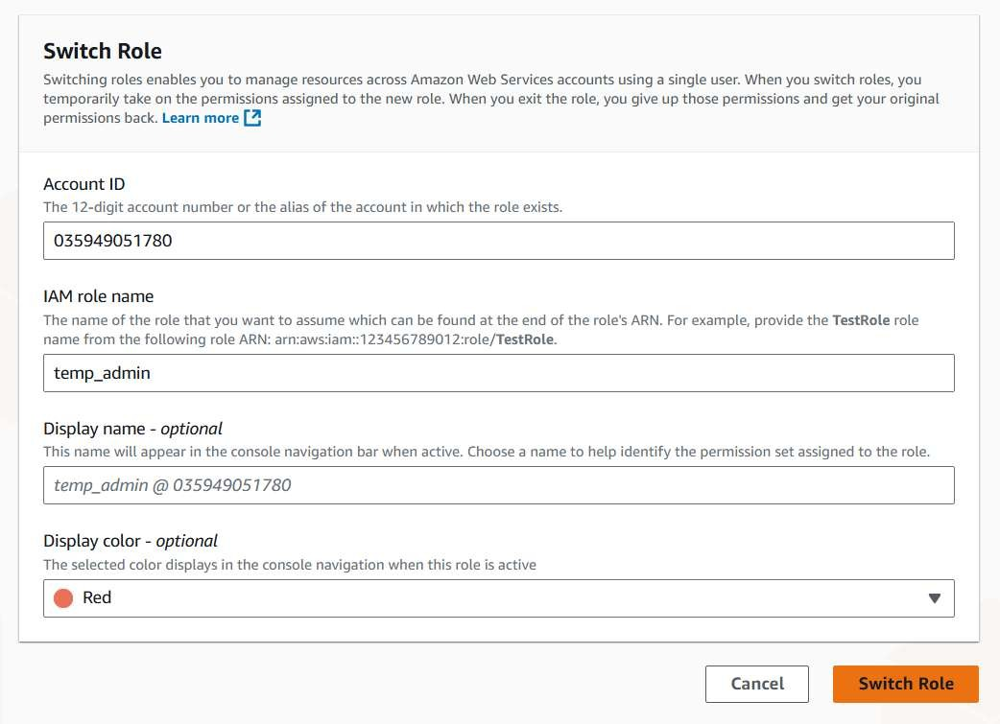 Switch Role
Switching roles enables you to manage resources across Amazon Web Services accounts using a single user. When you switch roles, you
temporarily take on the permissions assigned to the new role. When you exit the role, you give up those permissions and get your original
permissions back. Learn more
Account ID
The 12-digit account number or the alias of the account in which the role exists.
035949051780
IAM role name
The name of the role that you want to assume which can be found at the end of the role's ARN. For example, provide the TestRole role
name from the following role ARN: arn:aws:iam::123456789012:role/TestRole.
temp_admin
Display name - optional
This name will appear in the console navigation bar when active. Choose a name to help identify the permission set assigned to the role.
temp_admin @ 035949051780
Display color - optional
The selected color displays in the console navigation when this role is active
Red
Cancel Switch Role